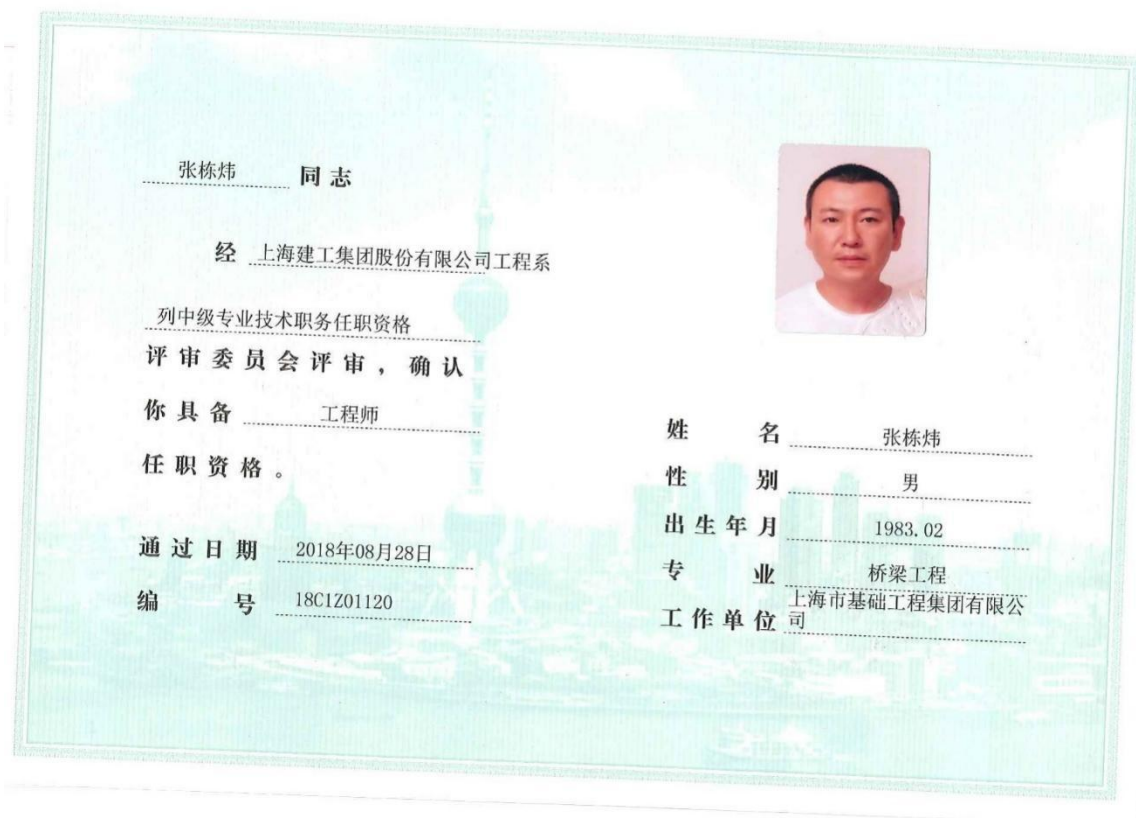 张栋炜 同志
经 上海建工集团股份有限公司工程系
列中级专业技术职务任职资格
评审委员会评审，确认
你具备 工程师
任职资格。
通过日期 2018年08月28日
编 号 18C1Z01120
姓 名 张栋炜
性 别 男
出生年月 1983.02
专 业 桥梁工程
工作单位 上海市基础工程集团有限公
司